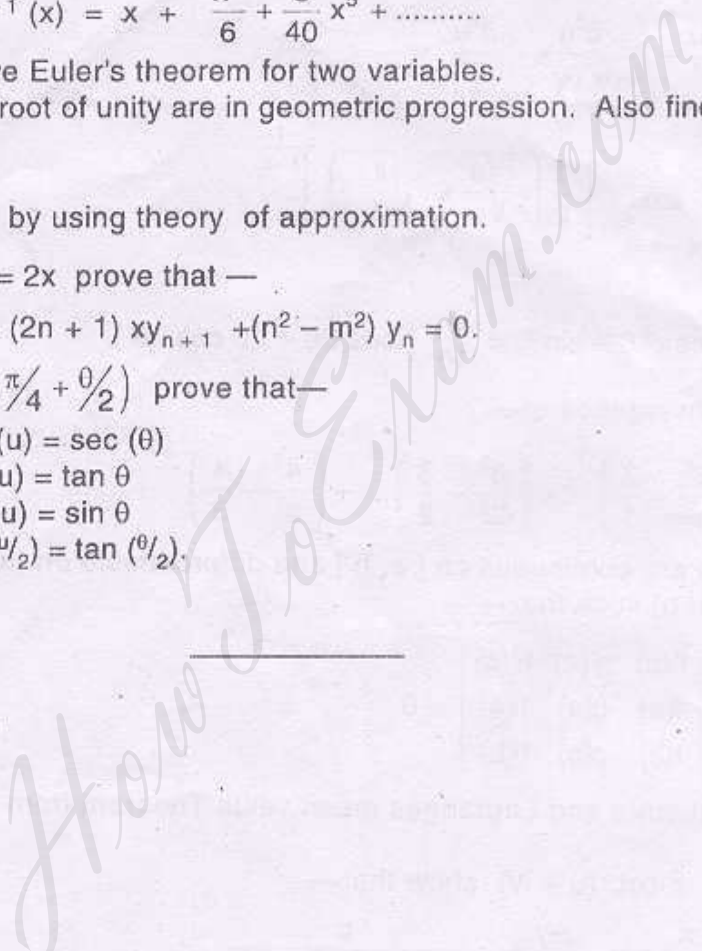 ¹ (x) = x + /6 + /40 x⁵ + ..........
e Euler's theorem for two variables.
root of unity are in geometric progression. Also find
by using theory of approximation.
= 2x prove that —
(2n + 1) xyₙ₊₁ +(n² – m²) yₙ = 0.
π/4 + θ/2) prove that—
(u) = sec (θ)
u) = tan θ
u) = sin θ
/₂) = tan (θ/₂).
HowToExam.com